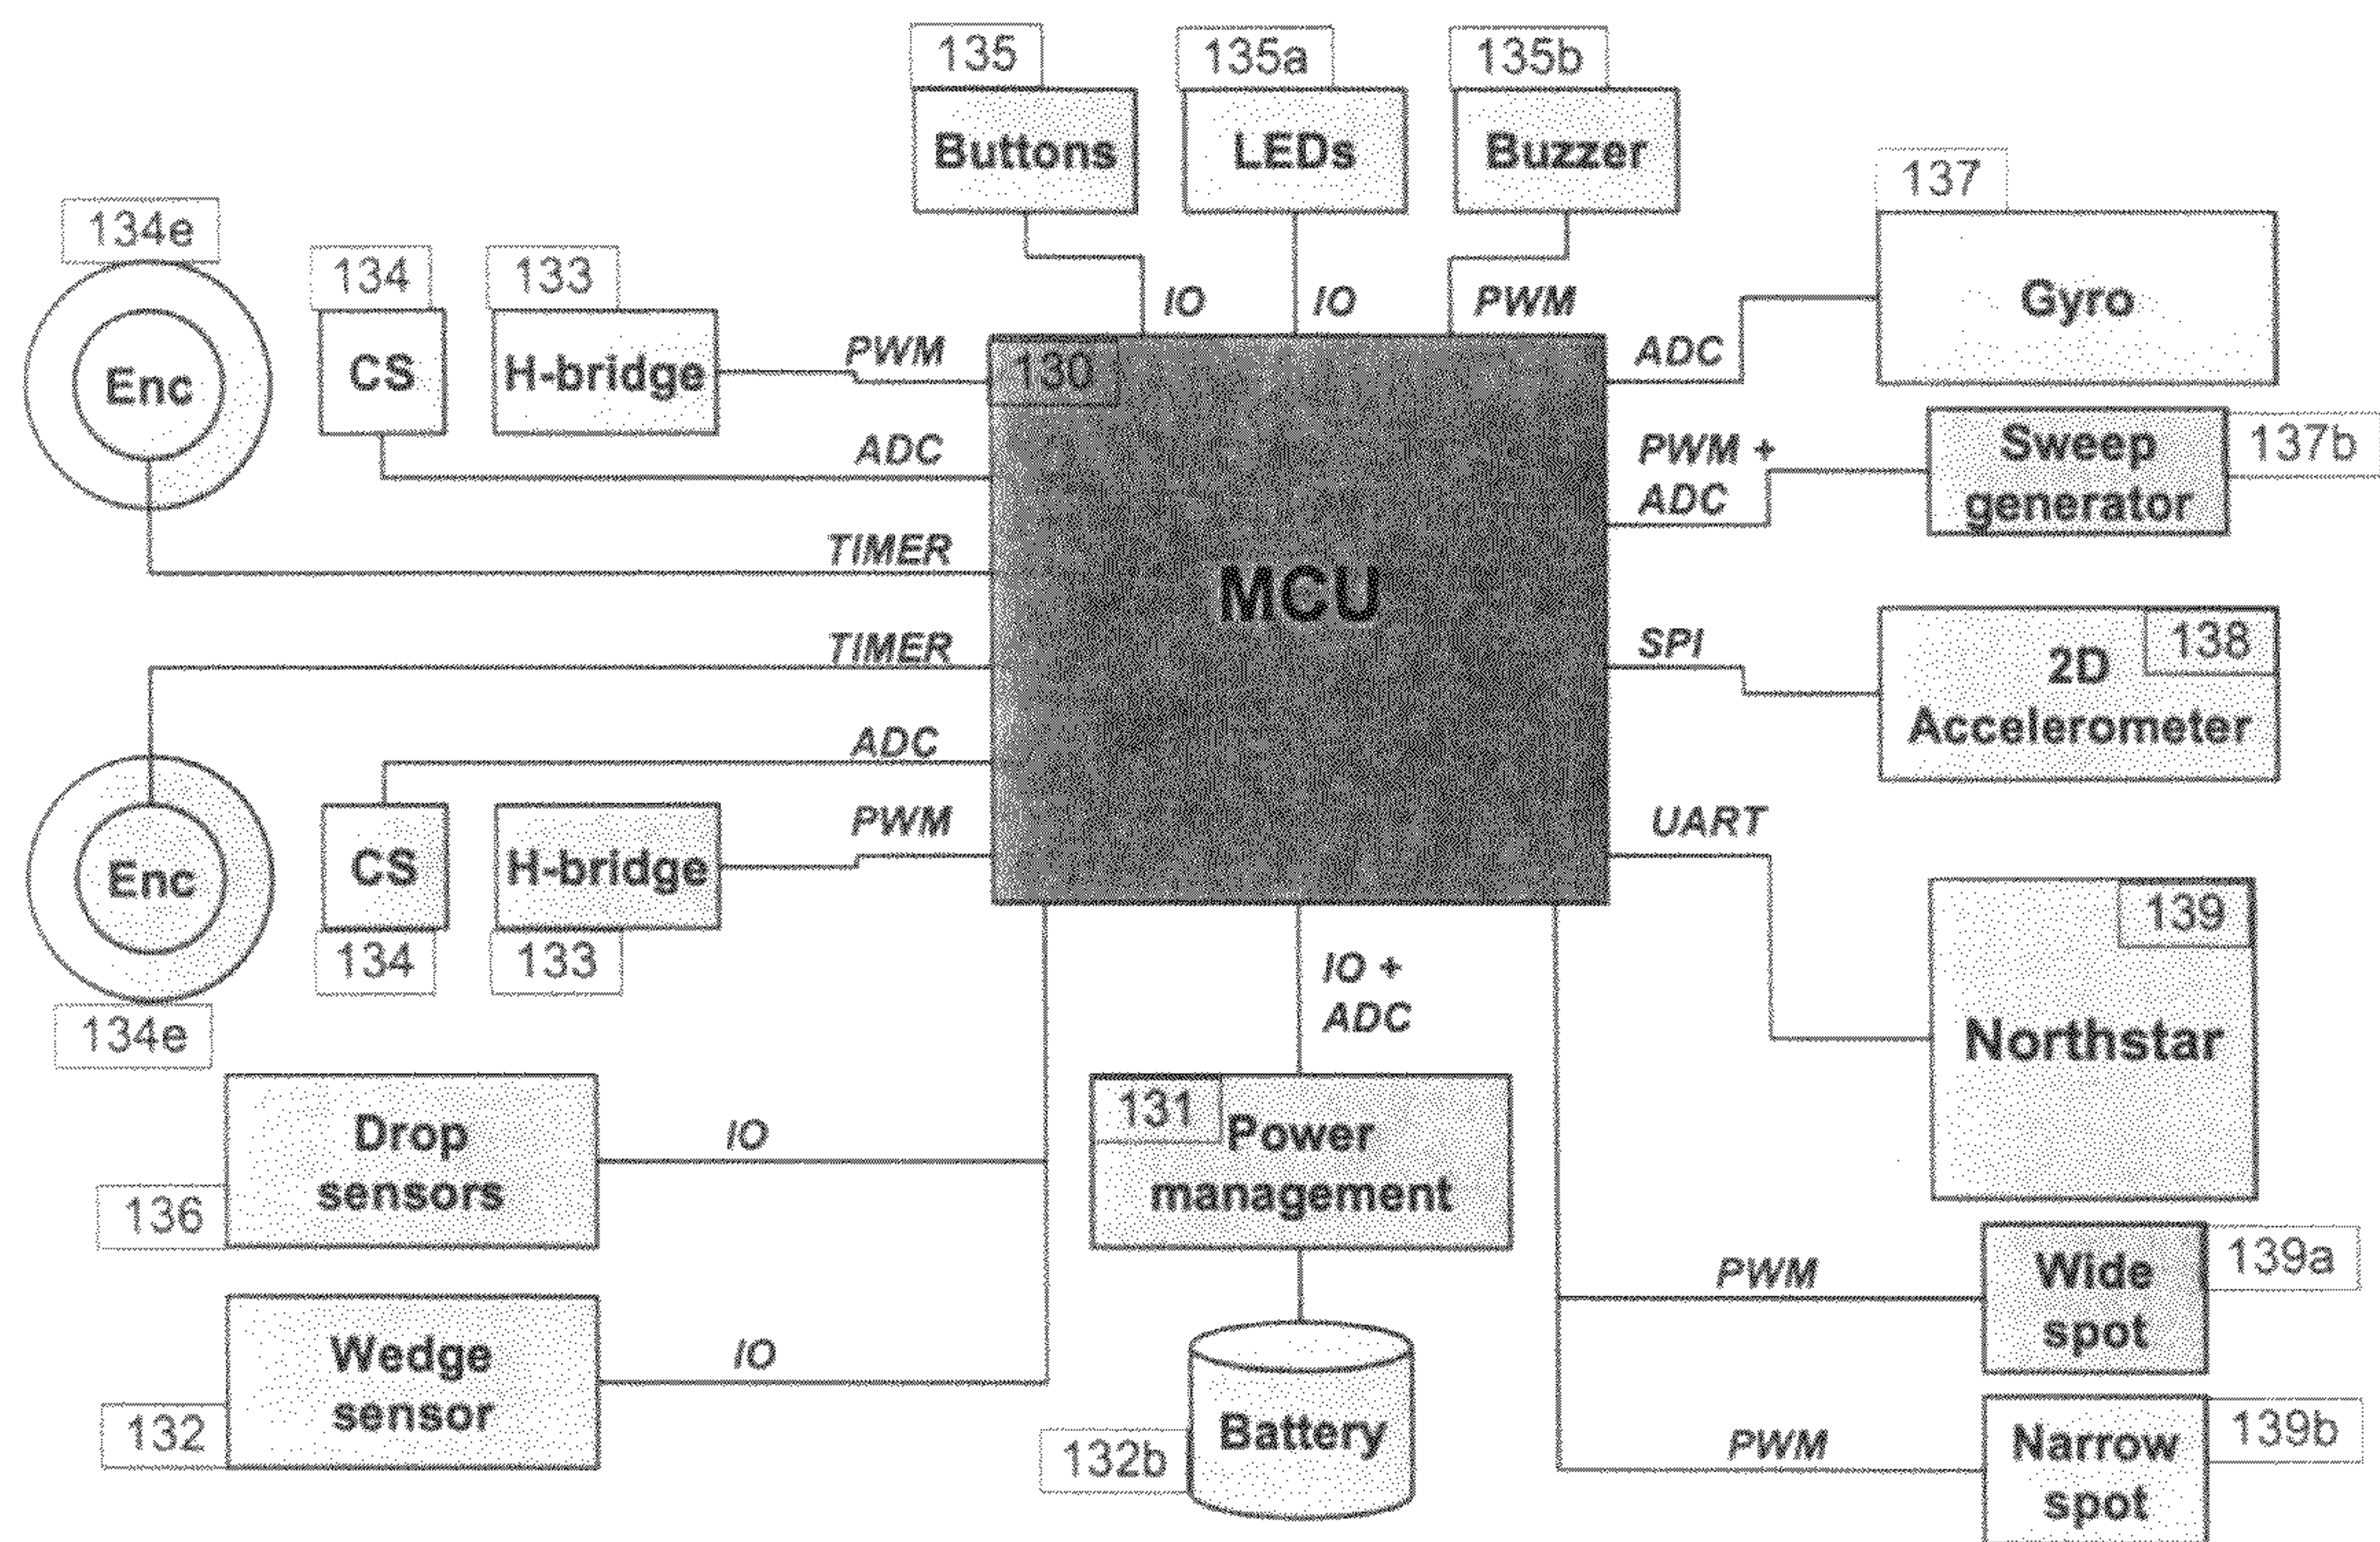 135
135a
135b
Buttons
LEDs
Buzzer
137
Gyro
134e
Enc
134
CS
133
H-bridge
IO
IO
PWM
PWM
130
ADC
ADC
PWM +
ADC
Sweep
generator
137b
TIMER
MCU
TIMER
SPI
138
2D
Accelerometer
ADC
PWM
UART
Enc
CS
H-bridge
134
133
134e
139
Northstar
IO +
ADC
131
Power
management
Drop
sensors
136
IO
Wedge
sensor
132
IO
Battery
132b
PWM
Wide
spot
139a
PWM
Narrow
spot
139b